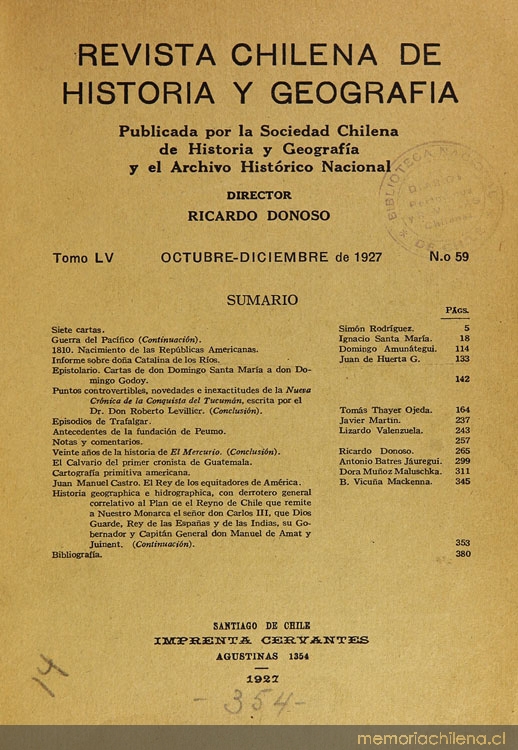 REVISTA CHILENA DE
HISTORIA Y GEOGRAFIA
Publicada por la Sociedad Chilena
de Historia y Geografía
y el Archivo Histórico Nacional
DIRECTOR
RICARDO DONOSO
BIBLIOTECA NACIONAL
DIARIOS
Y
Chilenas
DE CHILE
Tomo LV OCTUBRE-DICIEMBRE de 1927 N.o 59
SUMARIO
PÁGS.
Siete cartas. Simón Rodríguez. 5
Guerra del Pacífico (Continuación). Ignacio Santa María. 18
1810. Nacimiento de las Repúblicas Américanas. Domingo Amunátegui. 114
Informe sobre doña Catalina de los Ríos. Juan de Huerta G. 133
Epistolario. Cartas de don Domingo Santa María a don Do-
mingo Godoy. 142
Puntos controvertibles, novedades e inexactitudes de la Nueva
Crónica de la Conquista del Tucumán, escrita por el
Dr. Don Roberto Levillier. (Conclusión). Tomás Thayer Ojeda. 164
Episodios de Trafalgar. Javier Martin. 237
Antecedentes de la fundación de Peumo. Lizardo Valenzuela. 243
Notas y comentarios. 257
Veinte años de la historia de El Mercurio. (Conclusión). Ricardo Donoso. 265
El Calvario del primer cronista de Guatemala. Antonio Batres Jáuregui. 299
Cartografía primitiva americana. Dora Muñoz Maluschka. 311
Juan Manuel Castro. El Rey de los equitadores de América. B. Vicuña Mackenna. 345
Historia geographica e hidrographica, con derrotero general
correlativo al Plan de el Reyno de Chile que remite
a Nuestro Monarca el señor don Carlos III, que Dios
Guarde, Rey de las Españas y de las Indias, su Go-
bernador y Capitán General don Manuel de Amat y
Juinent. (Continuación). 353
Bibliografía. 380
SANTIAGO DE CHILE
IMPRENTA CERVANTES
AGUSTINAS 1354
1927
14
- 354 -
memoriachilena.cl